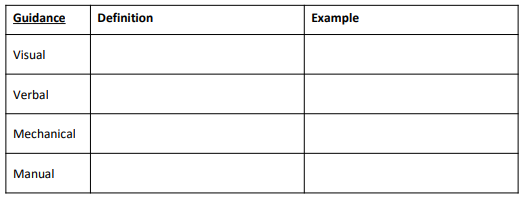 Guidance Definition Example
Visual
Verbal
Mechanical
Manual